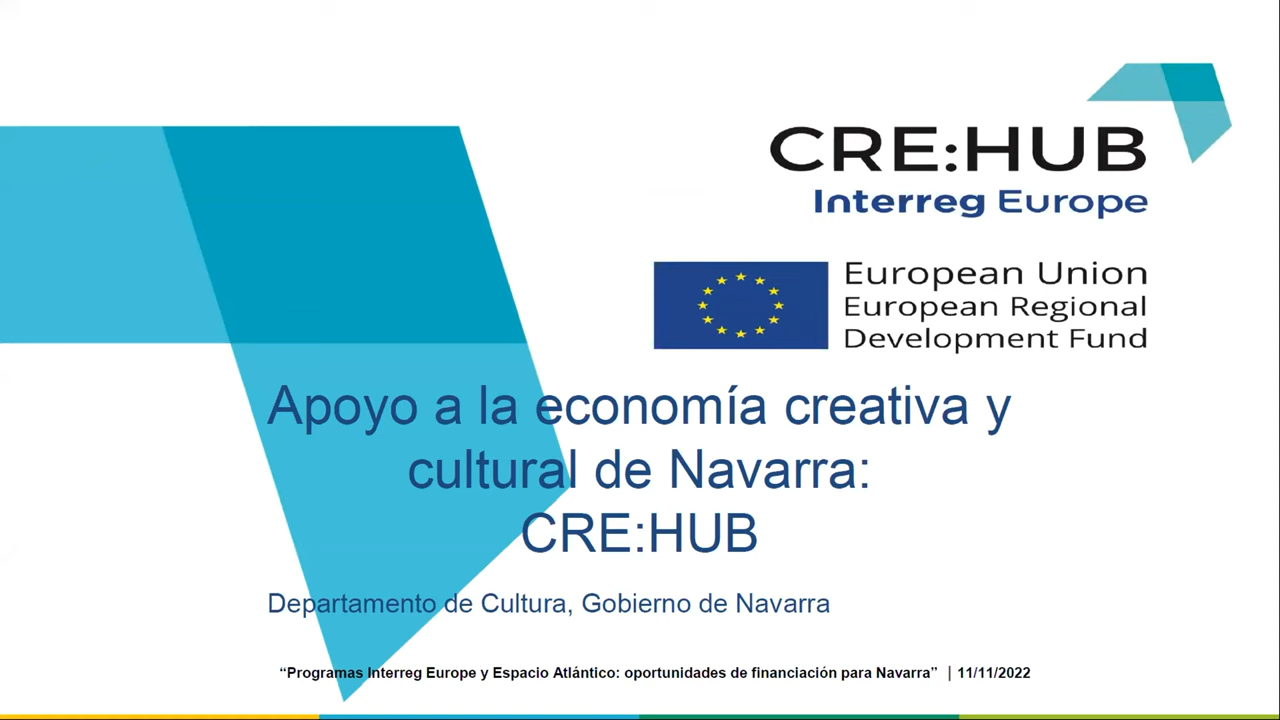 CRE:HUB
Interreg Europe
European Union
European Regional
Development Fund
Apoyo a la economía creativa y
cultural de Navarra:
CRE:HUB
Departamento de Cultura, Gobierno de Navarra
“Programas Interreg Europe y Espacio Atlántico: oportunidades de financiación para Navarra” | 11/11/2022